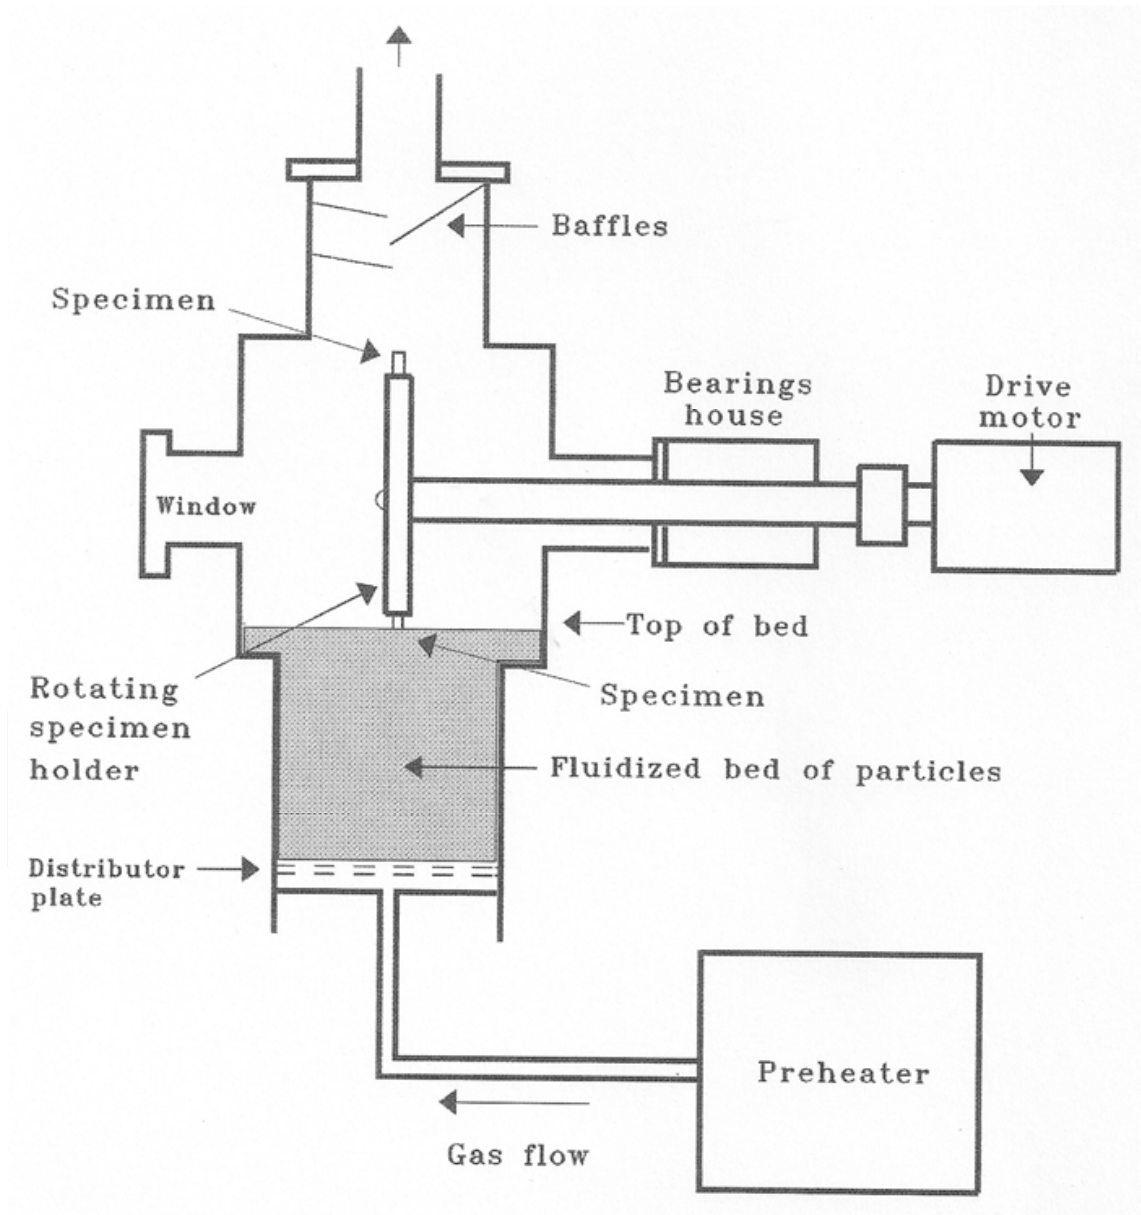 Baffles
Specimen
Bearings
house
Drive
motor
Window
Top of bed
Rotating
specimen
holder
Specimen
Fluidized bed of particles
Distributor
plate
Preheater
Gas flow